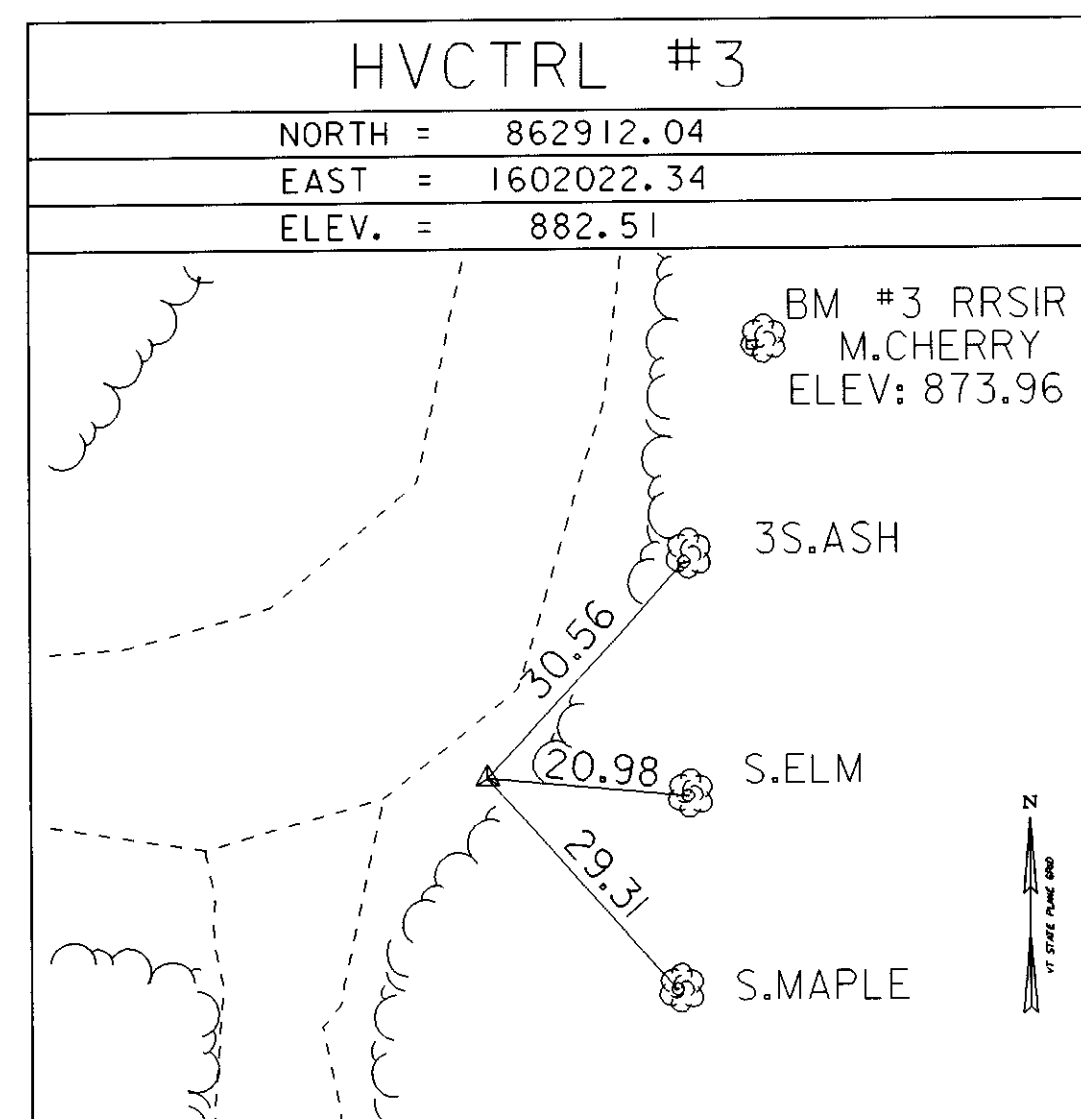 HVCTRL #3
NORTH = 862912.04
EAST = 1602022.34
ELEV. = 882.51
BM #3 RRSIR
M.CHERRY
ELEV: 873.96
3S.ASH
30.56
20.98
S.ELM
29.31
S.MAPLE
N
VT STATE PLANE GRID